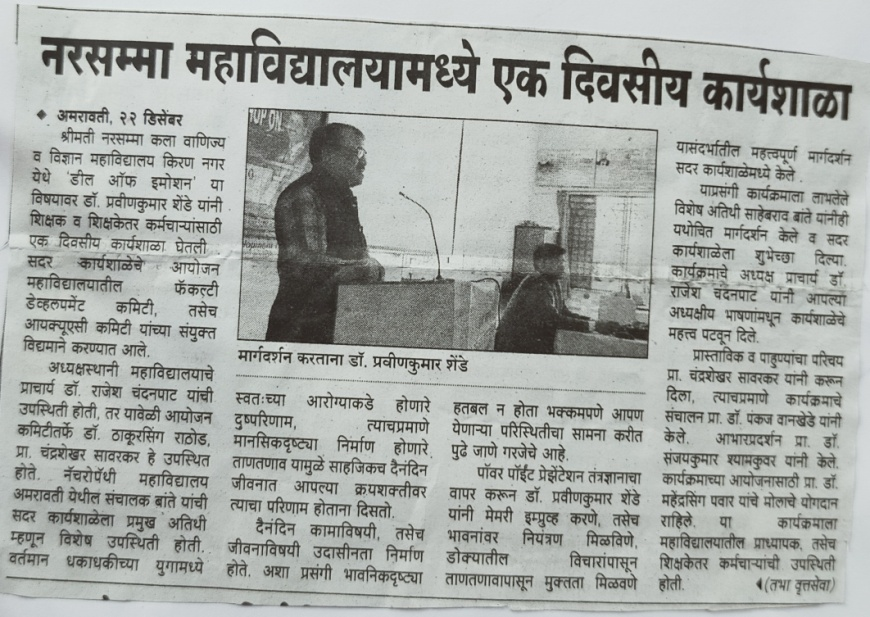 नरसम्मा महाविद्यालयामध्ये एक दिवसीय कार्यशाळा
◆ अमरावती, २२ डिसेंबर
श्रीमती नरसम्मा कला वाणिज्य
व विज्ञान महाविद्यालय किरण नगर
येथे 'डील ऑफ इमोशन' या
विषयावर डॉ. प्रवीणकुमार शेंडे यांनी
शिक्षक व शिक्षकेतर कर्मचाऱ्यांसाठी
एक दिवसीय कार्यशाळा घेतली.
सदर कार्यशाळेचे आयोजन
महाविद्यालयातील फॅकल्टी
डेव्हलपमेंट कमिटी, तसेच
आयक्यूएसी कमिटी यांच्या संयुक्त
विद्यमाने करण्यात आले.
अध्यक्षस्थानी महाविद्यालयाचे
प्राचार्य डॉ. राजेश चंदनपाट यांची
उपस्थिती होती, तर यावेळी आयोजन
कमिटीतर्फे डॉ. ठाकूरसिंग राठोड,
प्रा. चंद्रशेखर सावरकर हे उपस्थित
होते. नॅचरोपॅथी महाविद्यालय
अमरावती येथील संचालक बांते यांची
सदर कार्यशाळेला प्रमुख अतिथी
म्हणून विशेष उपस्थिती होती.
वर्तमान धकाधकीच्या युगामध्ये
मार्गदर्शन करताना डॉ. प्रवीणकुमार शेंडे
स्वतःच्या आरोग्याकडे होणारे
दुष्परिणाम, त्याचप्रमाणे
मानसिकदृष्ट्या निर्माण होणारे
ताणतणाव यामुळे साहजिकच दैनंदिन
जीवनात आपल्या क्रयशक्तीवर
त्याचा परिणाम होताना दिसतो.
दैनंदिन कामाविषयी, तसेच
जीवनाविषयी उदासीनता निर्माण
होते. अशा प्रसंगी भावनिकदृष्ट्या
हतबल न होता भक्कमपणे आपण
येणाऱ्या परिस्थितीचा सामना करीत
पुढे जाणे गरजेचे आहे.
पॉवर पॉईंट प्रेझेंटेशन तंत्रज्ञानाचा
वापर करून डॉ. प्रवीणकुमार शेंडे
यांनी मेमरी इम्प्रुव्ह करणे, तसेच
भावनांवर नियंत्रण मिळविणे,
डोक्यातील विचारांपासून
ताणतणावापासून मुक्तता मिळवणे
यासंदर्भातील महत्वपूर्ण मार्गदर्शन
सदर कार्यशाळेमध्ये केले.
याप्रसंगी कार्यक्रमाला लाभलेले
विशेष अतिथी साहेबराव बांते यांनीही
यथोचित मार्गदर्शन केले व सदर
कार्यशाळेला शुभेच्छा दिल्या.
कार्यक्रमाचे अध्यक्ष प्राचार्य डॉ.
राजेश चंदनपाट यांनी आपल्या
अध्यक्षीय भाषणांमधून कार्यशाळेचे
महत्त्व पटवून दिले.
प्रास्ताविक व पाहुण्यांचा परिचय
प्रा. चंद्रशेखर सावरकर यांनी करून
दिला, त्याचप्रमाणे कार्यक्रमाचे
संचालन प्रा. डॉ. पंकज वानखेडे यांनी
केले. आभारप्रदर्शन प्रा. डॉ.
संजयकुमार श्यामकुवर यांनी केले.
कार्यक्रमाच्या आयोजनासाठी प्रा. डॉ.
महेंद्रसिंग पवार यांचे मोलाचे योगदान
राहिले. या कार्यक्रमाला
महाविद्यालयातील प्राध्यापक, तसेच
शिक्षकेतर कर्मचाऱ्यांची उपस्थिती
होती. ◀(तभा वृत्तसेवा)